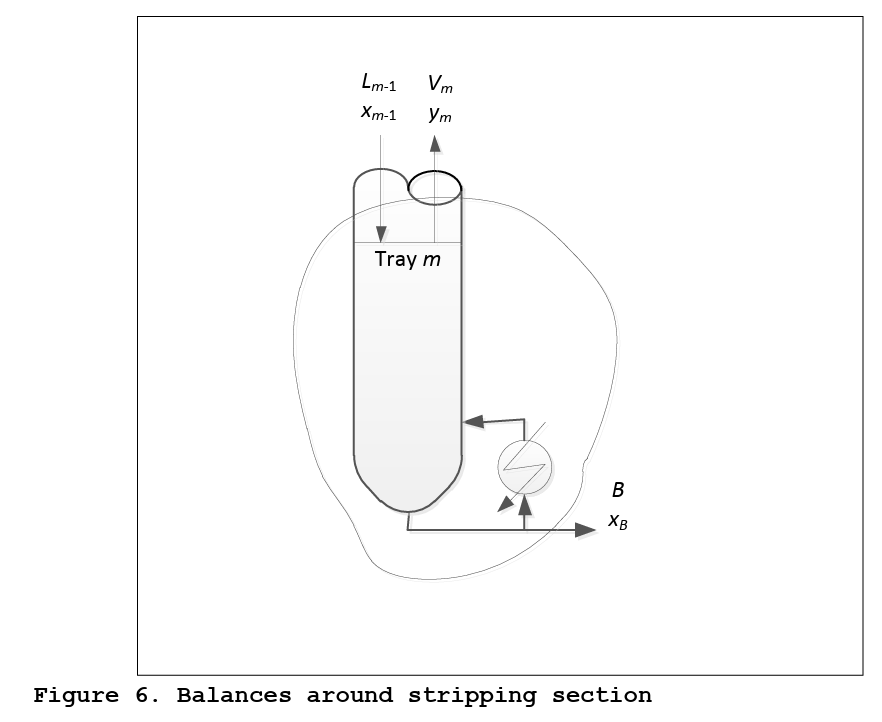 Lm-1 Vm
xm-1 ym
Tray m
B
xB
Figure 6. Balances around stripping section